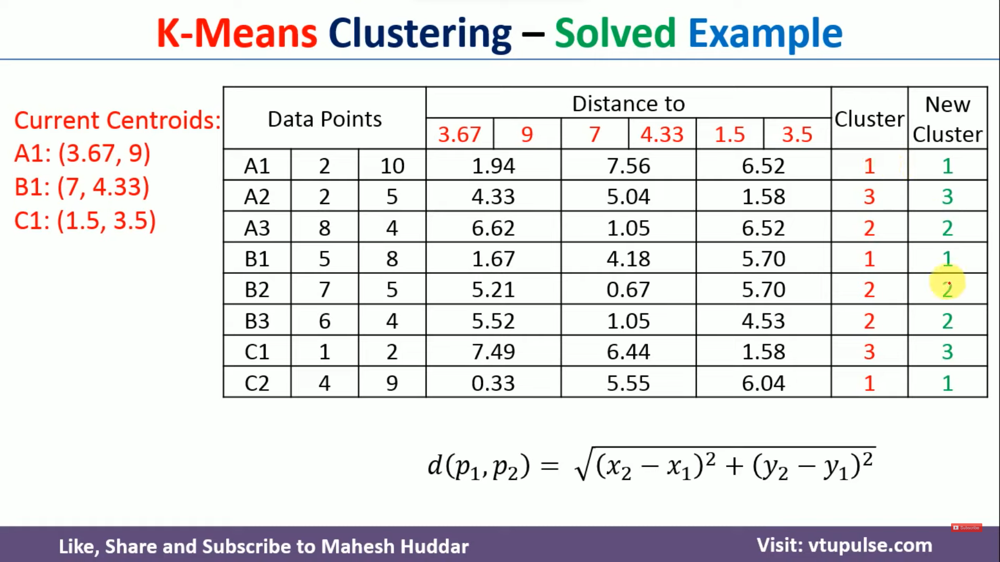 K-Means Clustering – Solved Example
Current Centroids:
A1: (3.67, 9)
B1: (7, 4.33)
C1: (1.5, 3.5)
Data Points Distance to Cluster New Cluster
3.67 9 7 4.33 1.5 3.5
A1 2 10 1.94 7.56 6.52 1 1
A2 2 5 4.33 5.04 1.58 3 3
A3 8 4 6.62 1.05 6.52 2 2
B1 5 8 1.67 4.18 5.70 1 1
B2 7 5 5.21 0.67 5.70 2 2
B3 6 4 5.52 1.05 4.53 2 2
C1 1 2 7.49 6.44 1.58 3 3
C2 4 9 0.33 5.55 6.04 1 1
d(p₁, p₂) = √(x₂ − x₁)² + (y₂ − y₁)²
Subscribe
Like, Share and Subscribe to Mahesh Huddar
Visit: vtupulse.com